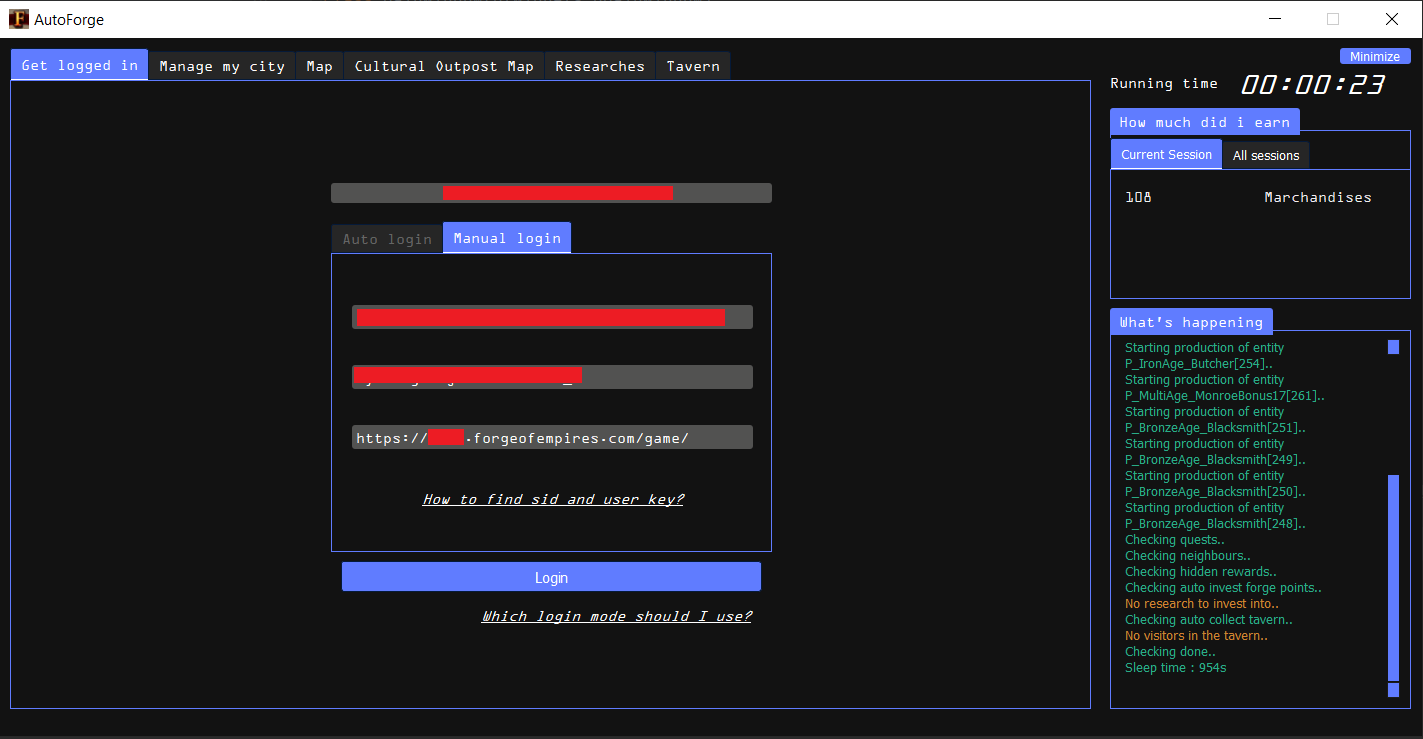 AutoForge
Get logged in
Manage my city
Map
Cultural Outpost Map
Researches
Tavern
Minimize
Running time 00:00:23
How much did i earn
Current Session
All sessions
108 Marchandises
Auto login
Manual login
https://
.forgeofempires.com/game/
How to find sid and user key?
Login
Which login mode should I use?
What's happening
Starting production of entity
P_IronAge_Butcher[254]..
Starting production of entity
P_MultiAge_MonroeBonus17[261]..
Starting production of entity
P_BronzeAge_Blacksmith[251]..
Starting production of entity
P_BronzeAge_Blacksmith[249]..
Starting production of entity
P_BronzeAge_Blacksmith[250]..
Starting production of entity
P_BronzeAge_Blacksmith[248]..
Checking quests..
Checking neighbours..
Checking hidden rewards..
Checking auto invest forge points..
No research to invest into..
Checking auto collect tavern..
No visitors in the tavern..
Checking done..
Sleep time : 954s